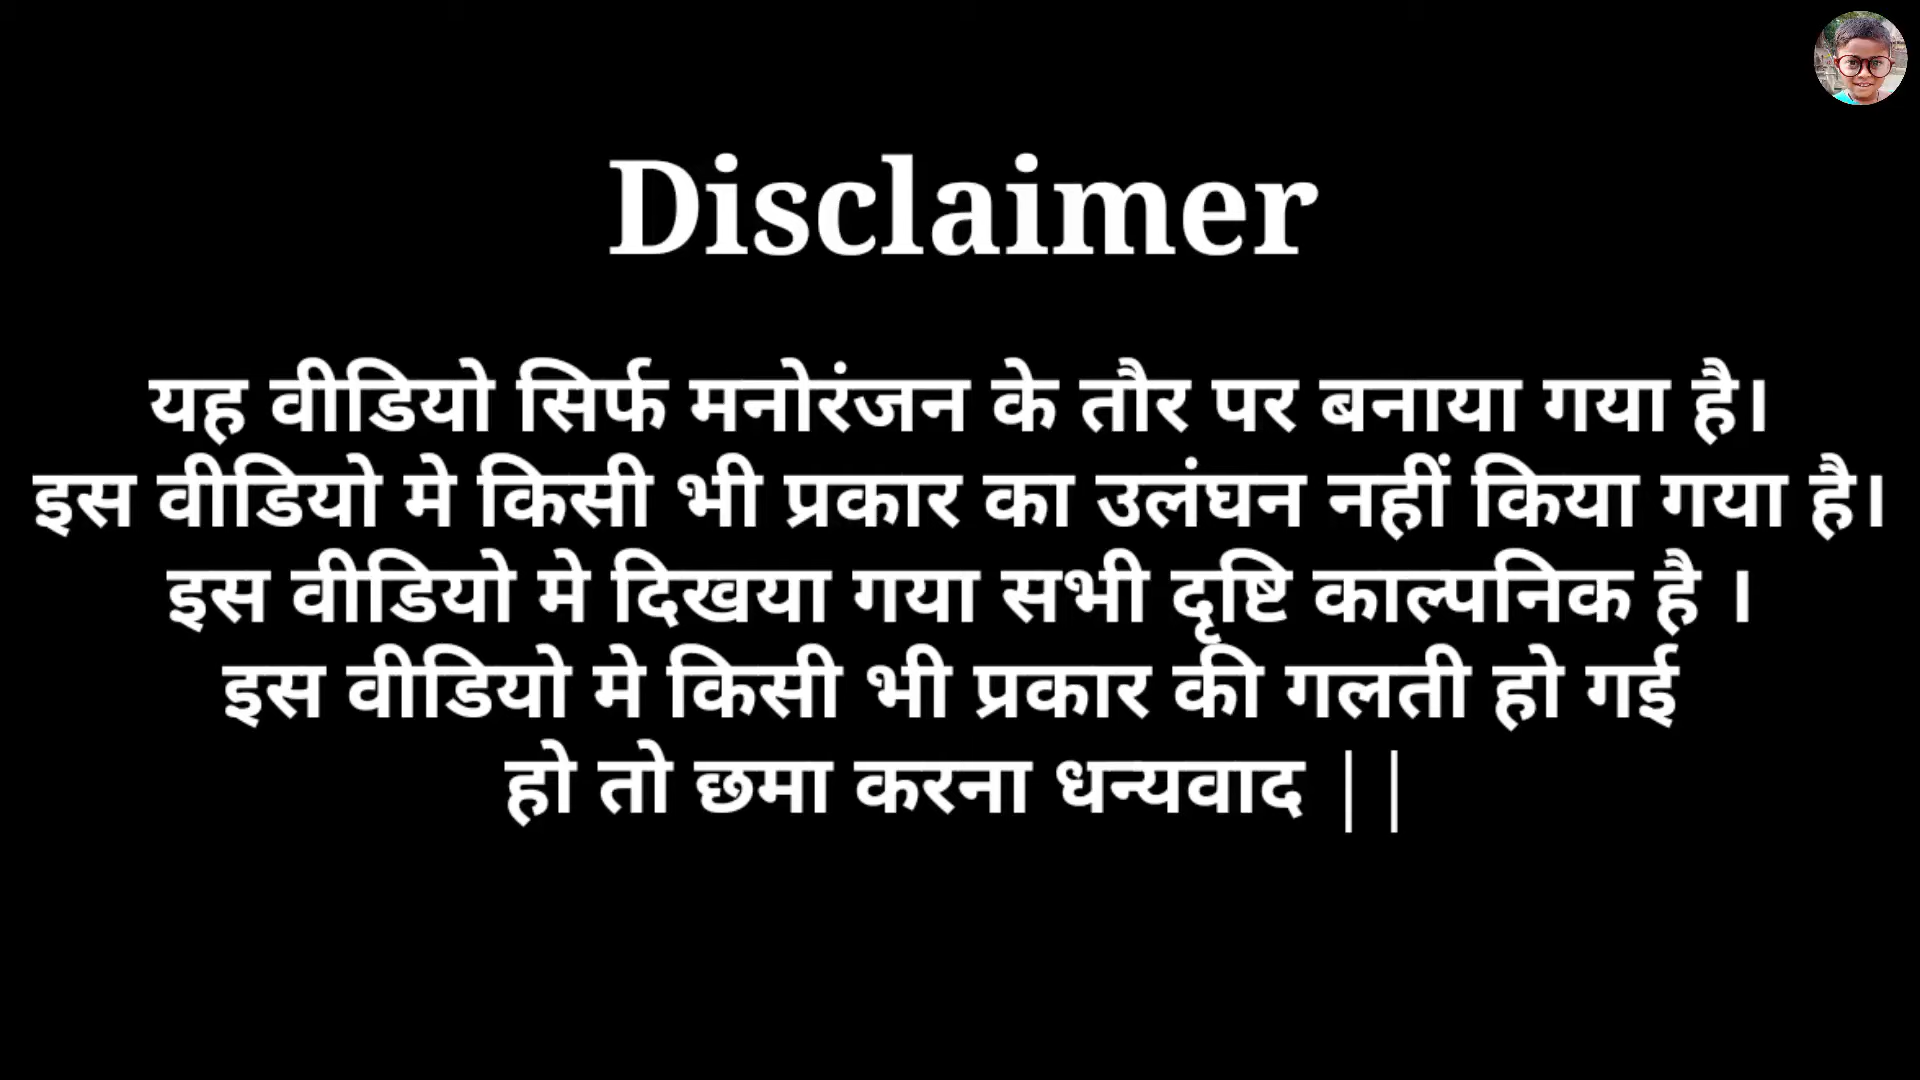 Disclaimer
यह वीडियो सिर्फ मनोरंजन के तौर पर बनाया गया है।
इस वीडियो मे किसी भी प्रकार का उलंघन नहीं किया गया है।
इस वीडियो मे दिखया गया सभी दृष्टि काल्पनिक है ।
इस वीडियो मे किसी भी प्रकार की गलती हो गई
हो तो छमा करना धन्यवाद ||